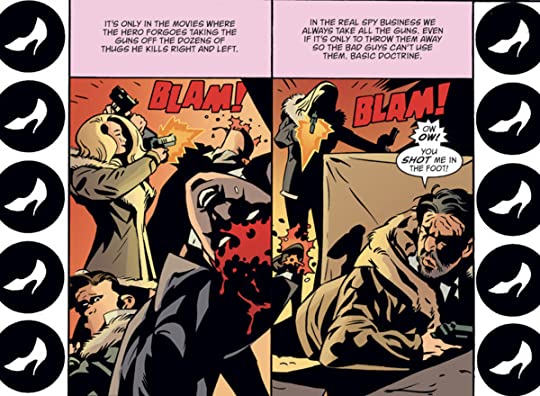 IT'S ONLY IN THE MOVIES WHERE
THE HERO FORGOES TAKING THE
GUNS OFF THE DOZENS OF
THUGS HE KILLS RIGHT AND LEFT.
IN THE REAL SPY BUSINESS WE
ALWAYS TAKE ALL THE GUNS. EVEN
IF IT'S ONLY TO THROW THEM AWAY
SO THE BAD GUYS CAN'T USE
THEM. BASIC DOCTRINE.
BLAM!
BLAM!
OW
OW!
YOU
SHOT ME IN
THE FOOT!